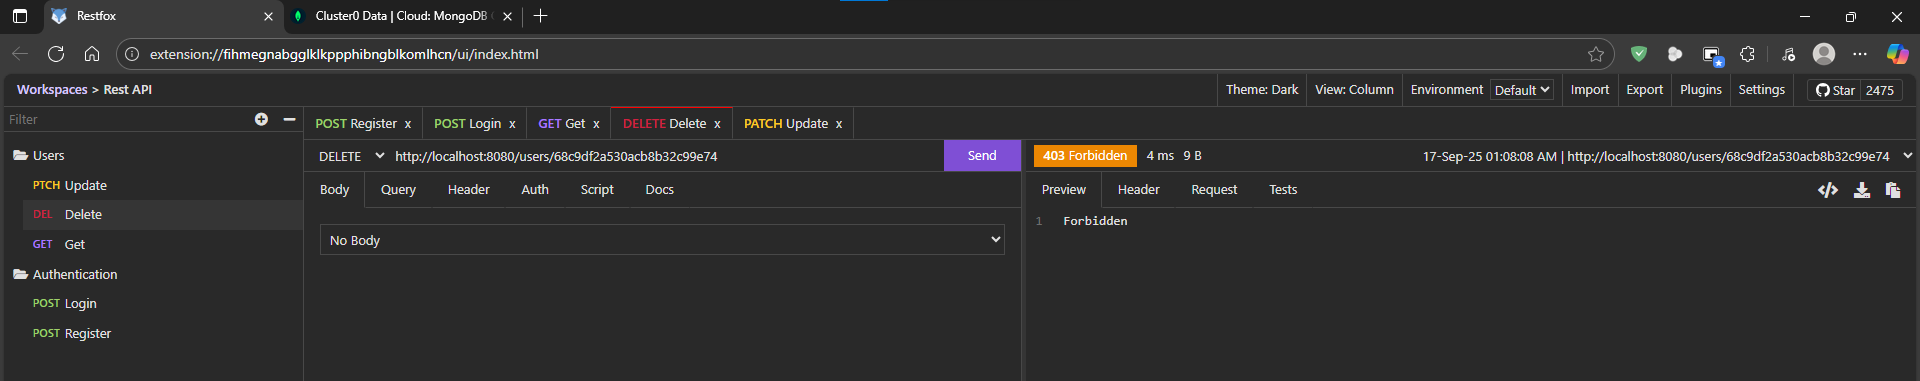 Restfox
Cluster0 Data | Cloud: MongoDB
extension://fihmegnabgglklkppphibngblkomlhcn/ui/index.html
Workspaces > Rest API
Theme: Dark View: Column Environment Default Import Export Plugins Settings Star 2475
Filter
POST Register x POST Login x GET Get x DELETE Delete x PATCH Update x
Users
PTCH Update
DEL Delete
GET Get
Authentication
POST Login
POST Register
DELETE http://localhost:8080/users/68c9df2a530acb8b32c99e74 Send
Body Query Header Auth Script Docs
No Body
403 Forbidden 4 ms 9 B 17-Sep-25 01:08:08 AM | http://localhost:8080/users/68c9df2a530acb8b32c99e74
Preview Header Request Tests
1 Forbidden